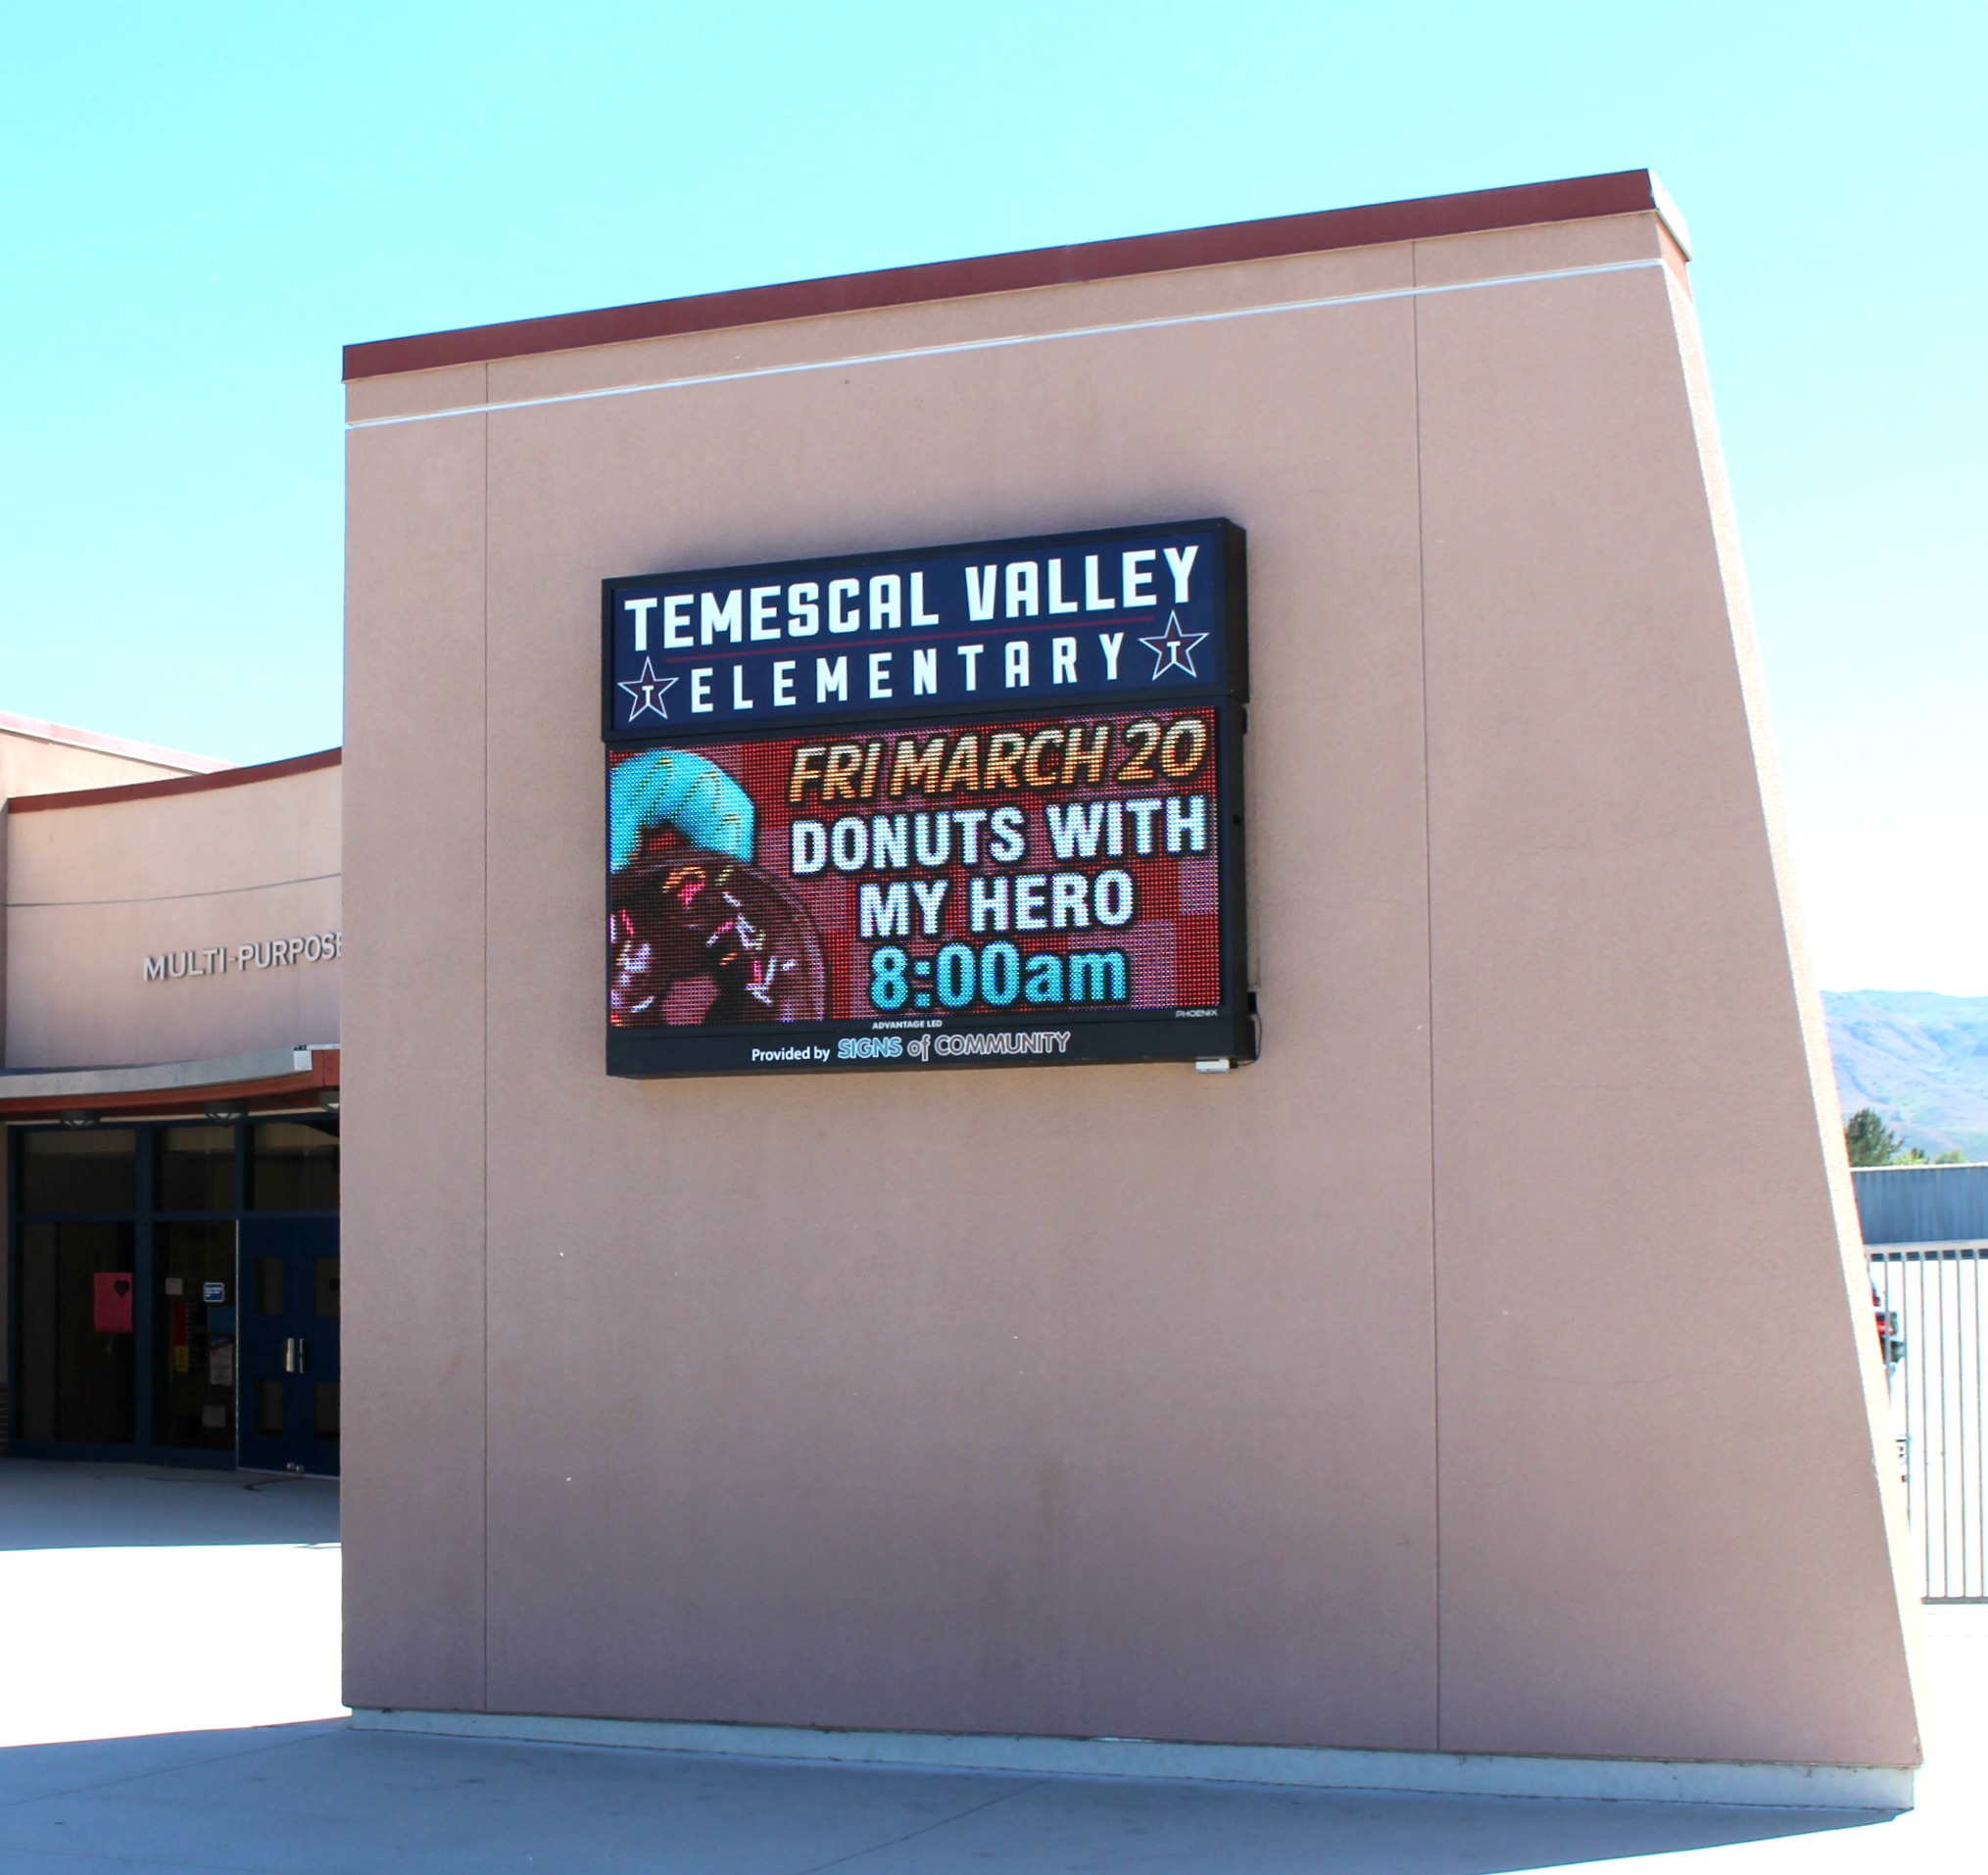 TEMESCAL VALLEY
T ELEMENTARY T
FRI MARCH 20
DONUTS WITH
MY HERO
8:00am
ADVANTAGE LED
PHOENIX
Provided by SIGNS of COMMUNITY
MULTI-PURPOSE